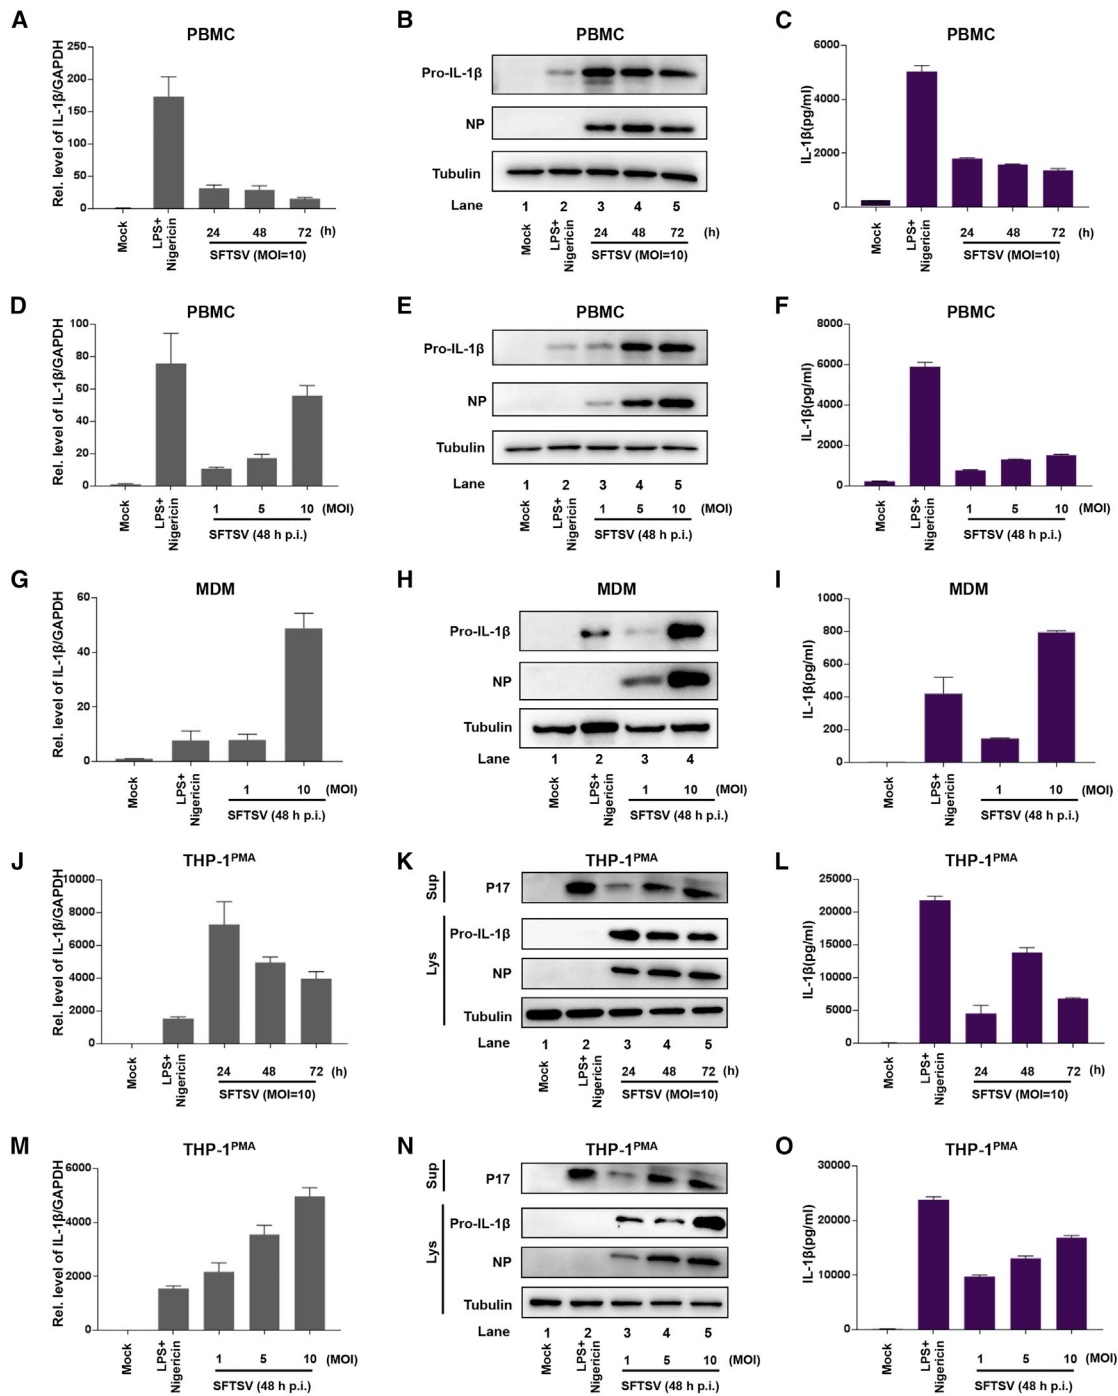 A
PBMC
Rel. level of IL-1β/GAPDH
250
200
150
100
50
0
Mock
LPS+
Nigericin
24 48 72 (h)
SFTSV (MOI=10)
B
PBMC
Pro-IL-1β
NP
Tubulin
Lane 1 2 3 4 5
Mock
LPS+
Nigericin
24 48 72 (h)
SFTSV (MOI=10)
C
PBMC
IL-1β(pg/ml)
6000
4000
2000
0
Mock
LPS+
Nigericin
24 48 72 (h)
SFTSV (MOI=10)
D
PBMC
Rel. level of IL-1β/GAPDH
100
80
60
40
20
0
Mock
LPS+
Nigericin
1 5 10 (MOI)
SFTSV (48 h p.i.)
E
PBMC
Pro-IL-1β
NP
Tubulin
Lane 1 2 3 4 5
Mock
LPS+
Nigericin
1 5 10 (MOI)
SFTSV (48 h p.i.)
F
PBMC
IL-1β(pg/ml)
8000
6000
4000
2000
0
Mock
LPS+
Nigericin
1 5 10 (MOI)
SFTSV (48 h p.i.)
G
MDM
Rel. level of IL-1β/GAPDH
60
40
20
0
Mock
LPS+
Nigericin
1 10 (MOI)
SFTSV (48 h p.i.)
H
MDM
Pro-IL-1β
NP
Tubulin
Lane 1 2 3 4
Mock
LPS+
Nigericin
1 10 (MOI)
SFTSV (48 h p.i.)
I
MDM
IL-1β(pg/ml)
1000
800
600
400
200
0
Mock
LPS+
Nigericin
1 10 (MOI)
SFTSV (48 h p.i.)
J
THP-1PMA
Rel. level of IL-1β/GAPDH
10000
8000
6000
4000
2000
0
Mock
LPS+
Nigericin
24 48 72 (h)
SFTSV (MOI=10)
K
THP-1PMA
Sup
P17
Lys
Pro-IL-1β
NP
Tubulin
Lane 1 2 3 4 5
Mock
LPS+
Nigericin
24 48 72 (h)
SFTSV (MOI=10)
L
THP-1PMA
IL-1β(pg/ml)
25000
20000
15000
10000
5000
0
Mock
LPS+
Nigericin
24 48 72 (h)
SFTSV (MOI=10)
M
THP-1PMA
Rel. level of IL-1β/GAPDH
6000
4000
2000
0
Mock
LPS+
Nigericin
1 5 10 (MOI)
SFTSV (48 h p.i.)
N
THP-1PMA
Sup
P17
Lys
Pro-IL-1β
NP
Tubulin
Lane 1 2 3 4 5
Mock
LPS+
Nigericin
1 5 10 (MOI)
SFTSV (48 h p.i.)
O
THP-1PMA
IL-1β(pg/ml)
30000
20000
10000
0
Mock
LPS+
Nigericin
1 5 10 (MOI)
SFTSV (48 h p.i.)